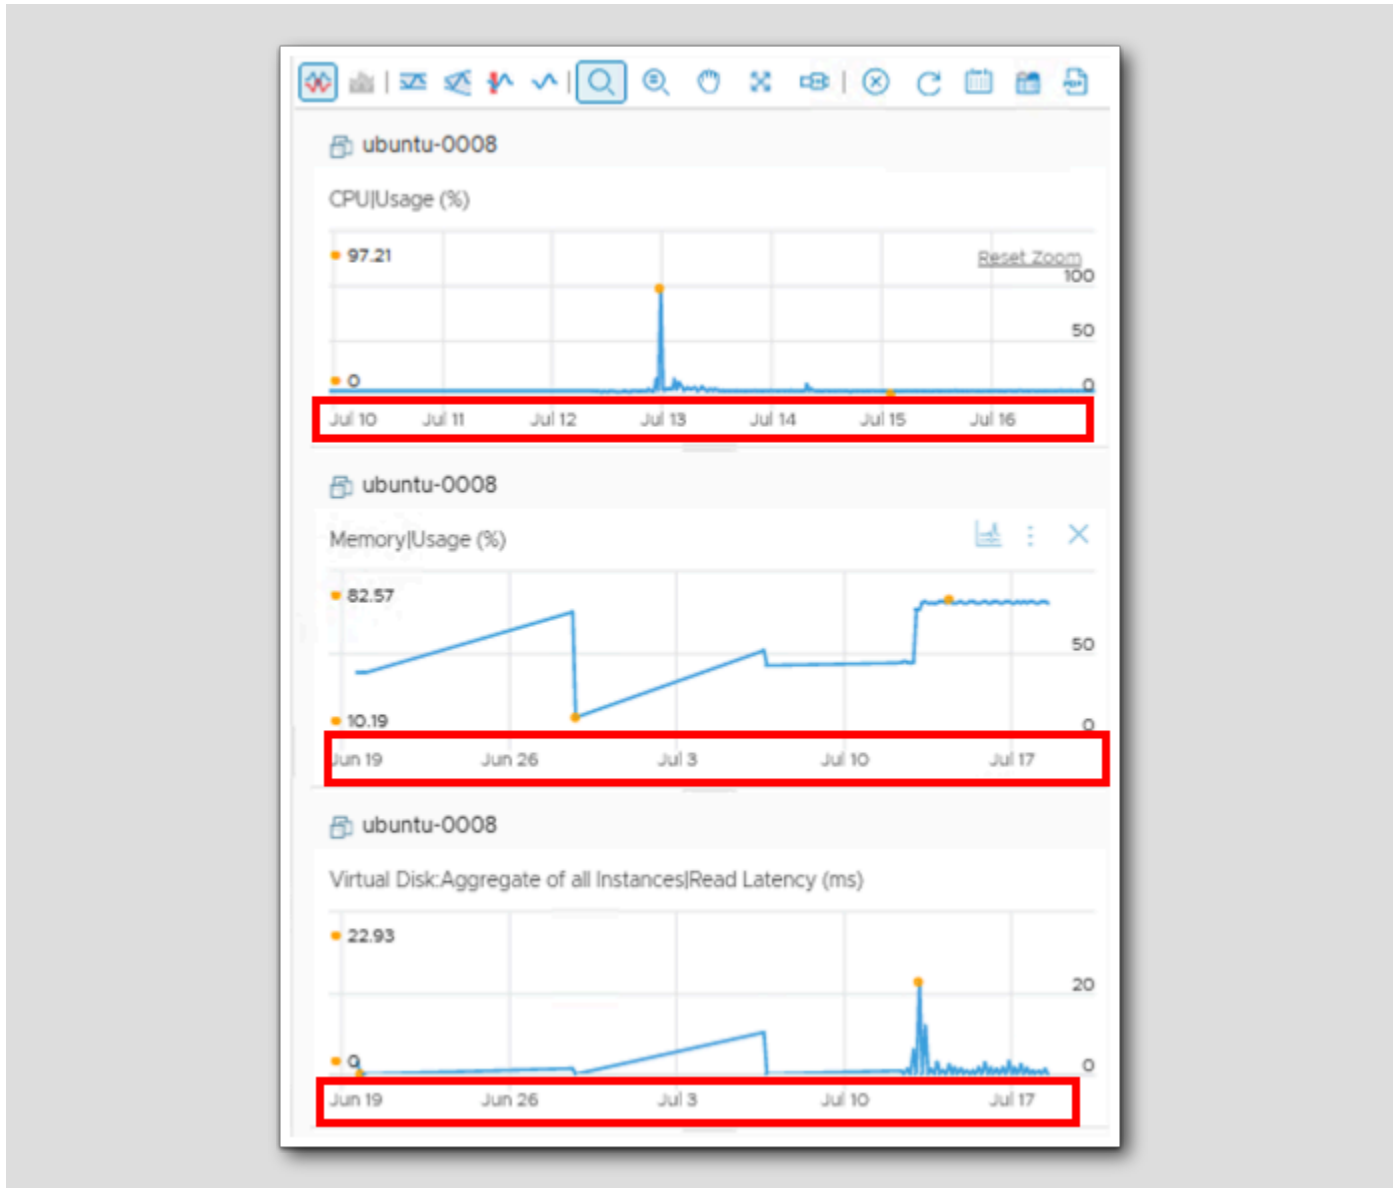 ubuntu-0008
CPU|Usage (%)
97.21
Reset Zoom
100
50
0
0
Jul 10 Jul 11 Jul 12 Jul 13 Jul 14 Jul 15 Jul 16
ubuntu-0008
Memory|Usage (%)
82.57
50
10.19
0
Jun 19 Jun 26 Jul 3 Jul 10 Jul 17
ubuntu-0008
Virtual Disk:Aggregate of all Instances|Read Latency (ms)
22.93
20
0
0
Jun 19 Jun 26 Jul 3 Jul 10 Jul 17